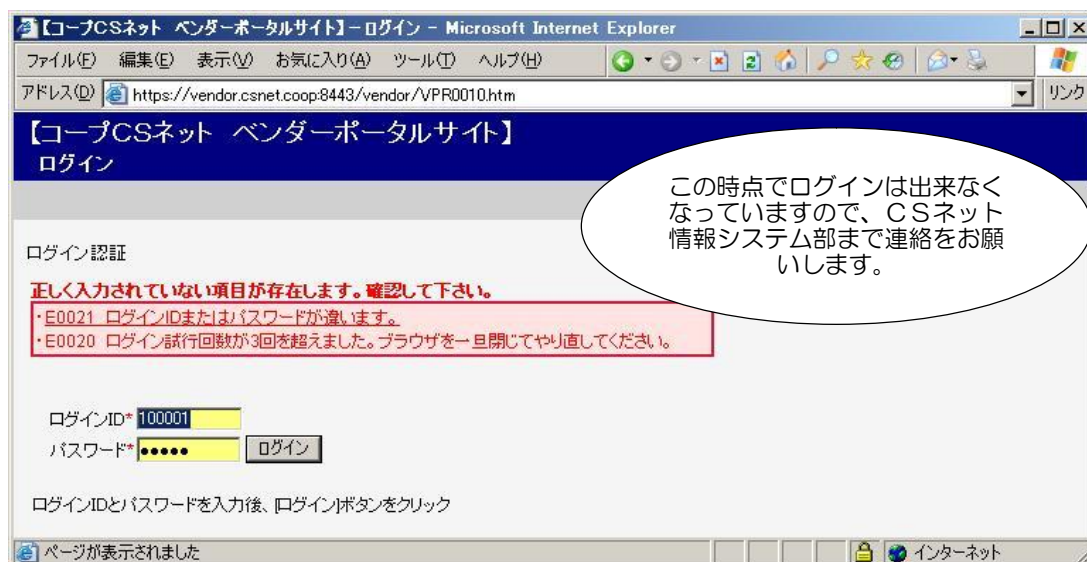 【コープCSネット ベンダーポータルサイト】－ログイン - Microsoft Internet Explorer
ファイル(F) 編集(E) 表示(V) お気に入り(A) ツール(T) ヘルプ(H)
アドレス(D) https://vendor.csnet.coop:8443/vendor/VPR0010.htm リンク
【コープCSネット ベンダーポータルサイト】
ログイン
この時点でログインは出来なく
なっていますので、ＣＳネット
情報システム部まで連絡をお願
いします。
ログイン認証
正しく入力されていない項目が存在します。確認して下さい。
・E0021 ログインIDまたはパスワードが違います。
・E0020 ログイン試行回数が3回を超えました。ブラウザを一旦閉じてやり直してください。
ログインID* 100001
パスワード* ●●●●● ログイン
ログインIDとパスワードを入力後、[ログイン]ボタンをクリック
ページが表示されました インターネット